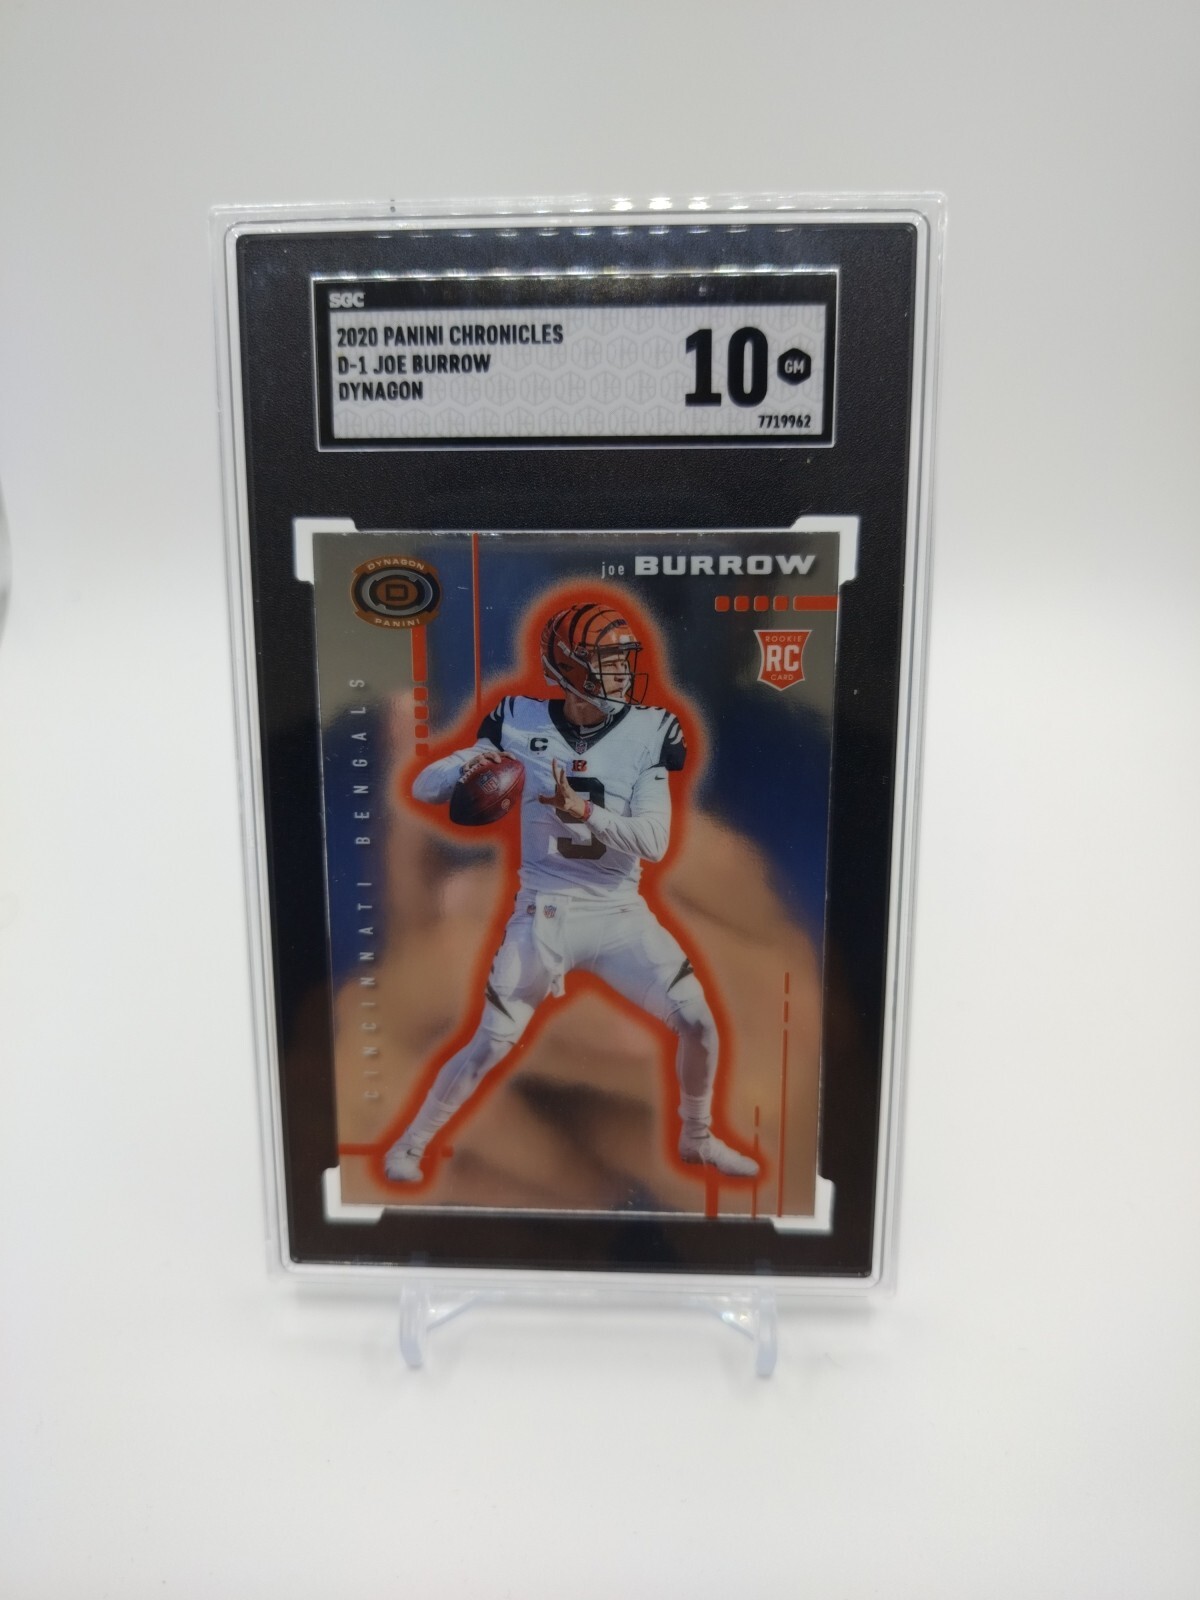 SGC
2020 PANINI CHRONICLES
D-1 JOE BURROW
DYNAGON
10 GM
7719962
DYNAGON
D
PANINI
joe BURROW
ROOKIE
RC
CARD
CINCINNATI BENGALS
C
9